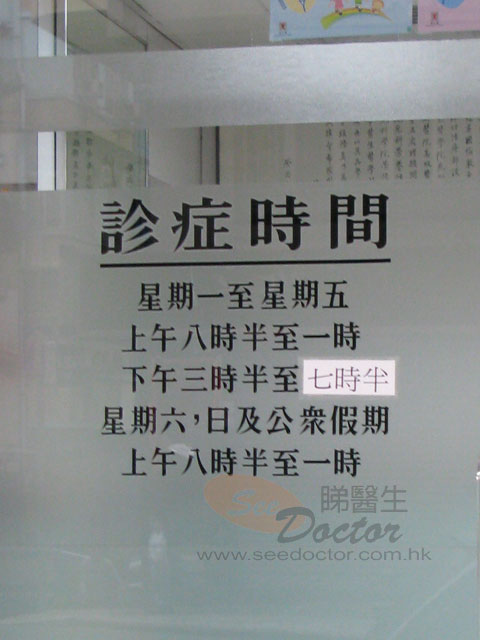 診症時間
星期一至星期五
上午八時半至一時
下午三時半至七時半
星期六，日及公眾假期
上午八時半至一時
See 睇醫生
Doctor
www.seedoctor.com.hk